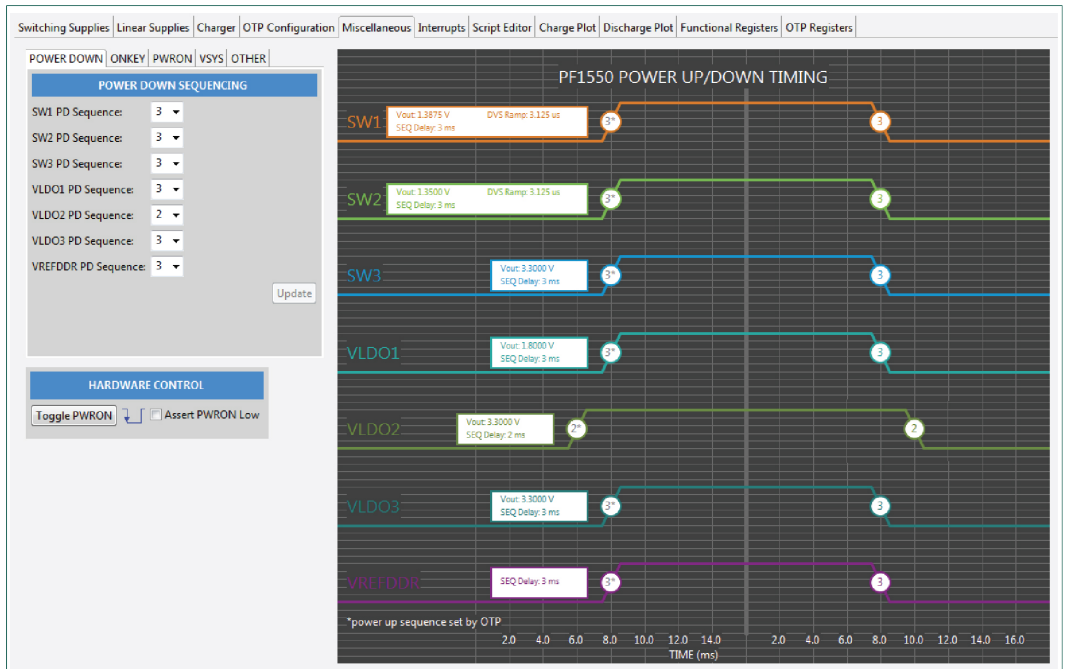 Switching Supplies Linear Supplies Charger OTP Configuration Miscellaneous Interrupts Script Editor Charge Plot Discharge Plot Functional Registers OTP Registers
POWER DOWN ONKEY PWRON VSYS OTHER
POWER DOWN SEQUENCING
SW1 PD Sequence: 3
SW2 PD Sequence: 3
SW3 PD Sequence: 3
VLDO1 PD Sequence: 3
VLDO2 PD Sequence: 2
VLDO3 PD Sequence: 3
VREFDDR PD Sequence: 3
Update
HARDWARE CONTROL
Toggle PWRON Assert PWRON Low
PF1550 POWER UP/DOWN TIMING
SW1
Vout: 1.3875 V DVS Ramp: 3.125 us
SEQ Delay: 3 ms
3* 3
SW2
Vout: 1.3500 V DVS Ramp: 3.125 us
SEQ Delay: 3 ms
3* 3
SW3
Vout: 3.3000 V
SEQ Delay: 3 ms
3* 3
VLDO1
Vout: 1.8000 V
SEQ Delay: 3 ms
3* 3
VLDO2
Vout: 3.3000 V
SEQ Delay: 2 ms
2* 2
VLDO3
Vout: 3.3000 V
SEQ Delay: 3 ms
3* 3
VREFDDR
SEQ Delay: 3 ms
3* 3
*power up sequence set by OTP
2.0 4.0 6.0 8.0 10.0 12.0 14.0 2.0 4.0 6.0 8.0 10.0 12.0 14.0 16.0
TIME (ms)